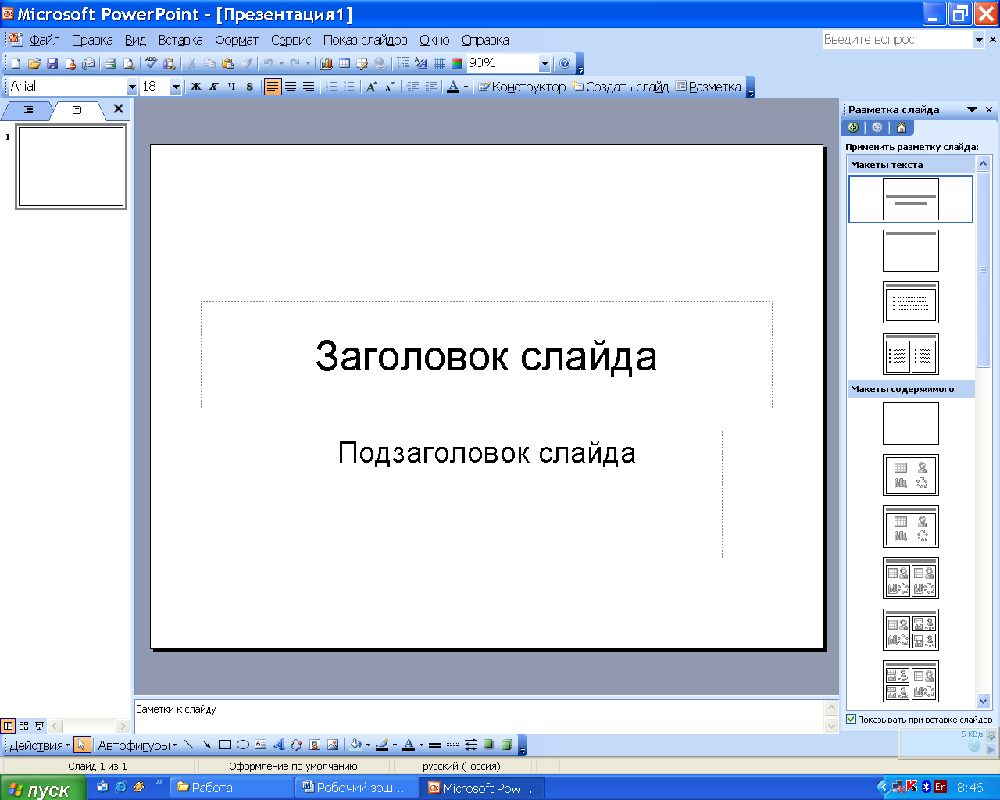 Microsoft PowerPoint - [Презентация1]
Файл Правка Вид Вставка Формат Сервис Показ слайдов Окно Справка Введите вопрос
90%
Arial 18 Ж К Ч S Конструктор Создать слайд Разметка
Разметка слайда
1
Применить разметку слайда:
Макеты текста
Заголовок слайда
Макеты содержимого
Подзаголовок слайда
Заметки к слайду
Показывать при вставке слайдов
5 KB/s
Действия Автофигуры
Слайд 1 из 1 Оформление по умолчанию русский (Россия)
пуск Работа Робочий зош... Microsoft Pow... En 8:46